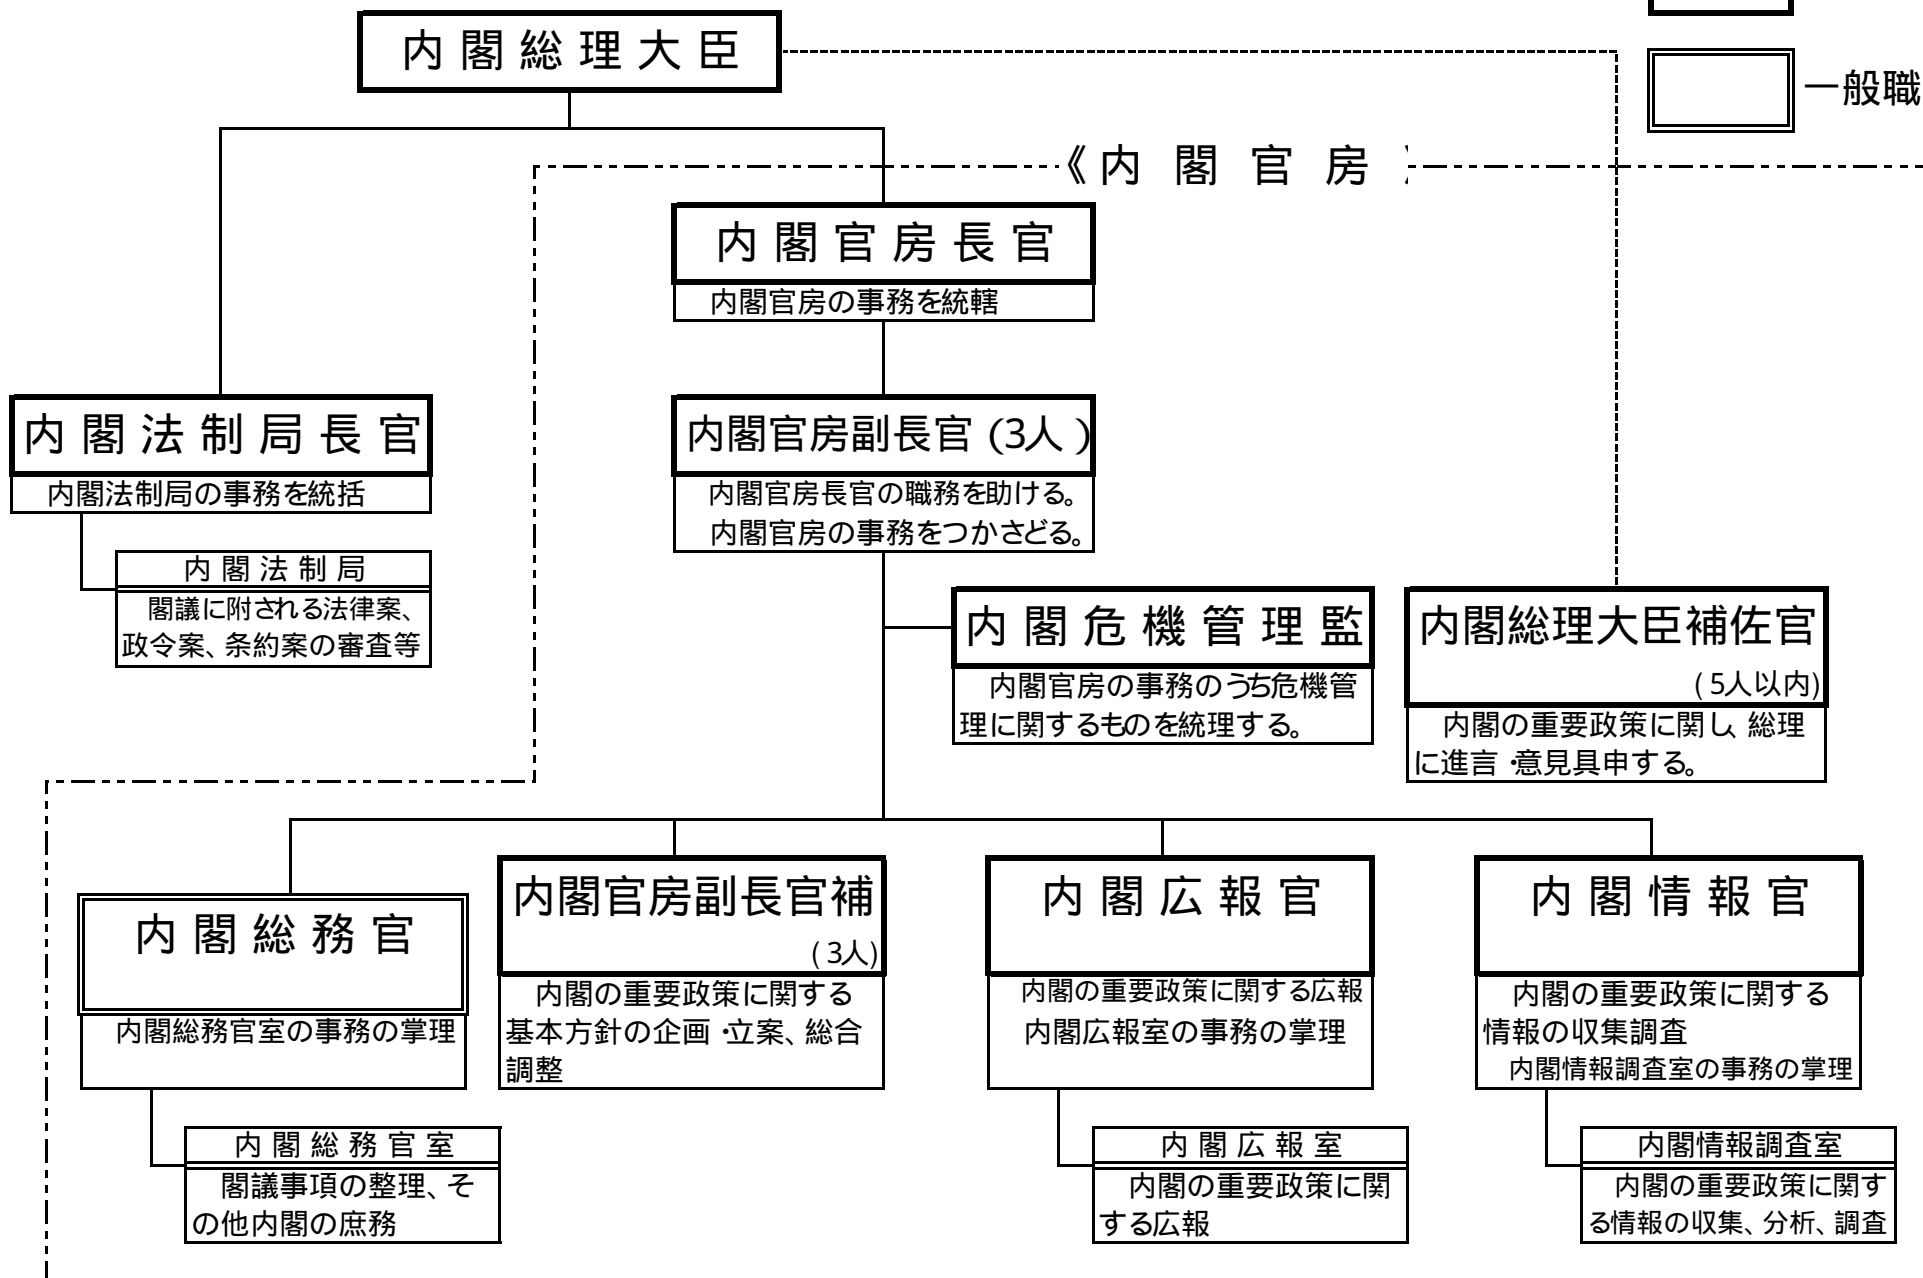 内閣総理大臣
一般職
《内閣官房
内閣官房長官
内閣官房の事務を統轄
内閣法制局長官
内閣法制局の事務を統括
内閣法制局
閣議に附される法律案、
政令案、条約案の審査等
内閣官房副長官(3人)
内閣官房長官の職務を助ける。
内閣官房の事務をつかさどる。
内閣危機管理監
内閣官房の事務のうち危機管
理に関するものを統理する。
内閣総理大臣補佐官
(5人以内)
内閣の重要政策に関し、総理
に進言・意見具申する。
内閣総務官
内閣総務官室の事務の掌理
内閣総務官室
閣議事項の整理、そ
の他内閣の庶務
内閣官房副長官補
(3人)
内閣の重要政策に関する
基本方針の企画・立案、総合
調整
内閣広報官
内閣の重要政策に関する広報
内閣広報室の事務の掌理
内閣広報室
内閣の重要政策に関
する広報
内閣情報官
内閣の重要政策に関する
情報の収集調査
内閣情報調査室の事務の掌理
内閣情報調査室
内閣の重要政策に関す
る情報の収集、分析、調査